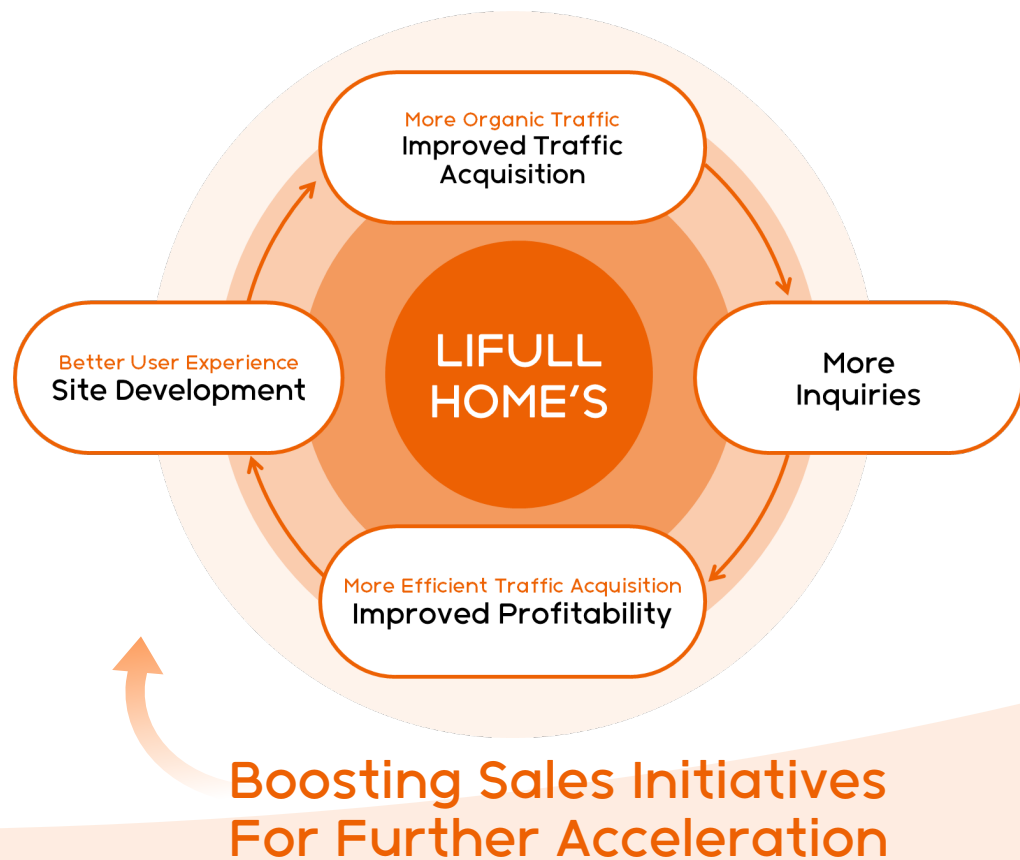 More Organic Traffic
Improved Traffic
Acquisition
LIFULL
HOME'S
Better User Experience
Site Development
More
Inquiries
More Efficient Traffic Acquisition
Improved Profitability
Boosting Sales Initiatives
For Further Acceleration